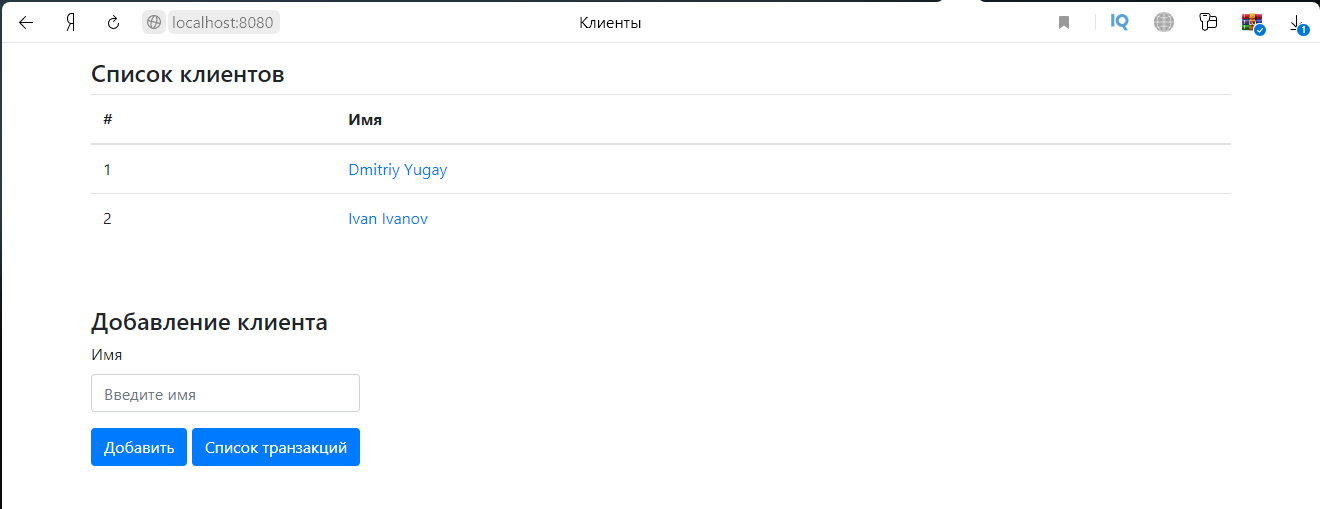 Я localhost:8080 Клиенты IQ 1
Список клиентов
# Имя
1 Dmitriy Yugay
2 Ivan Ivanov
Добавление клиента
Имя
Введите имя
Добавить Список транзакций